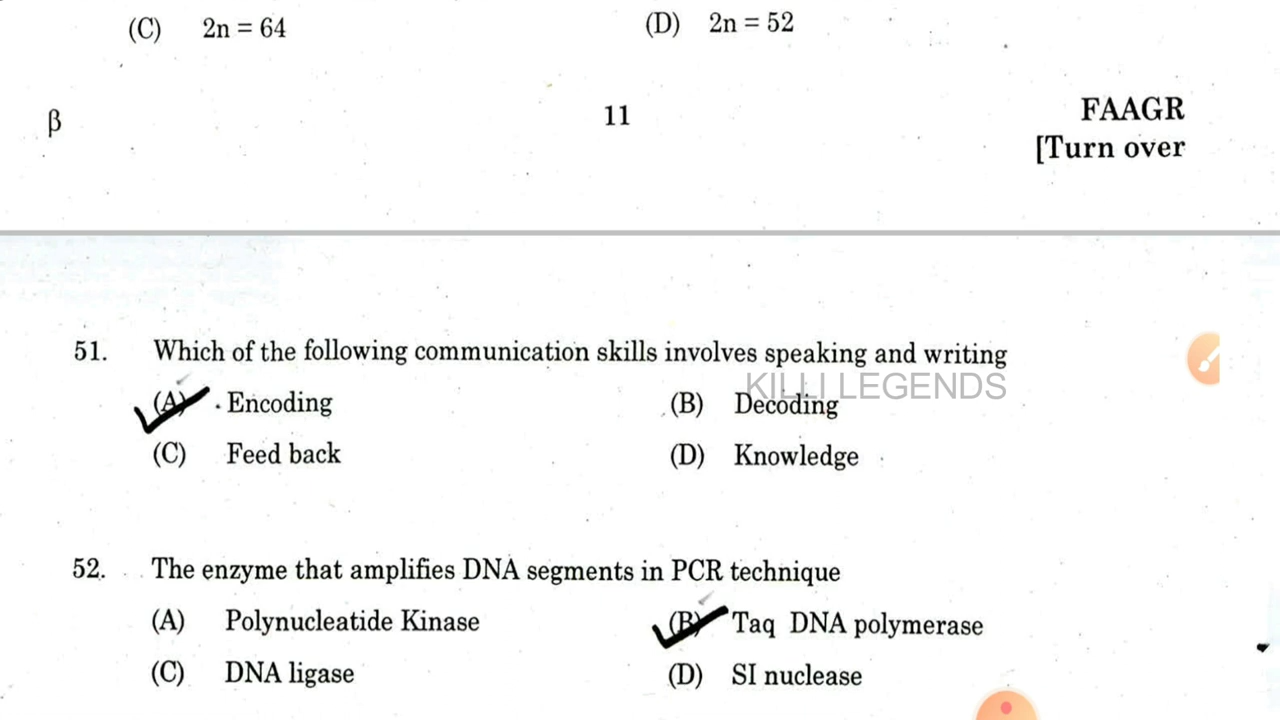 (C) 2n = 64 (D) 2n = 52
β 11 FAAGR
[Turn over
51. Which of the following communication skills involves speaking and writing
KILLI LEGENDS
(A) Encoding (B) Decoding
(C) Feed back (D) Knowledge
52. The enzyme that amplifies DNA segments in PCR technique
(A) Polynucleatide Kinase (B) Taq DNA polymerase
(C) DNA ligase (D) SI nuclease